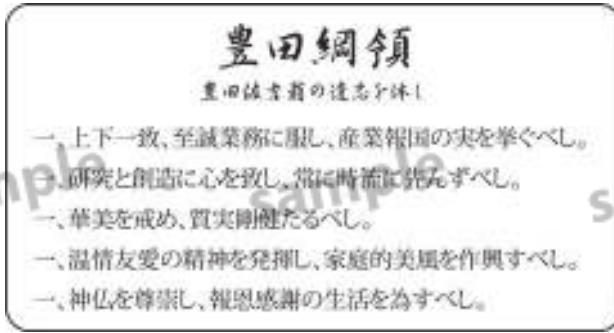 豊田綱領
豊田佐吉翁の遺志を体し
一、上下一致、至誠業務に服し、産業報国の実を挙ぐべし。
一、研究と創造に心を致し、常に時流に先んずべし。
一、華美を戒め、質実剛健たるべし。
一、温情友愛の精神を発揮し、家庭的美風を作興すべし。
一、神仏を尊崇し、報恩感謝の生活を為すべし。
sample
sample
s